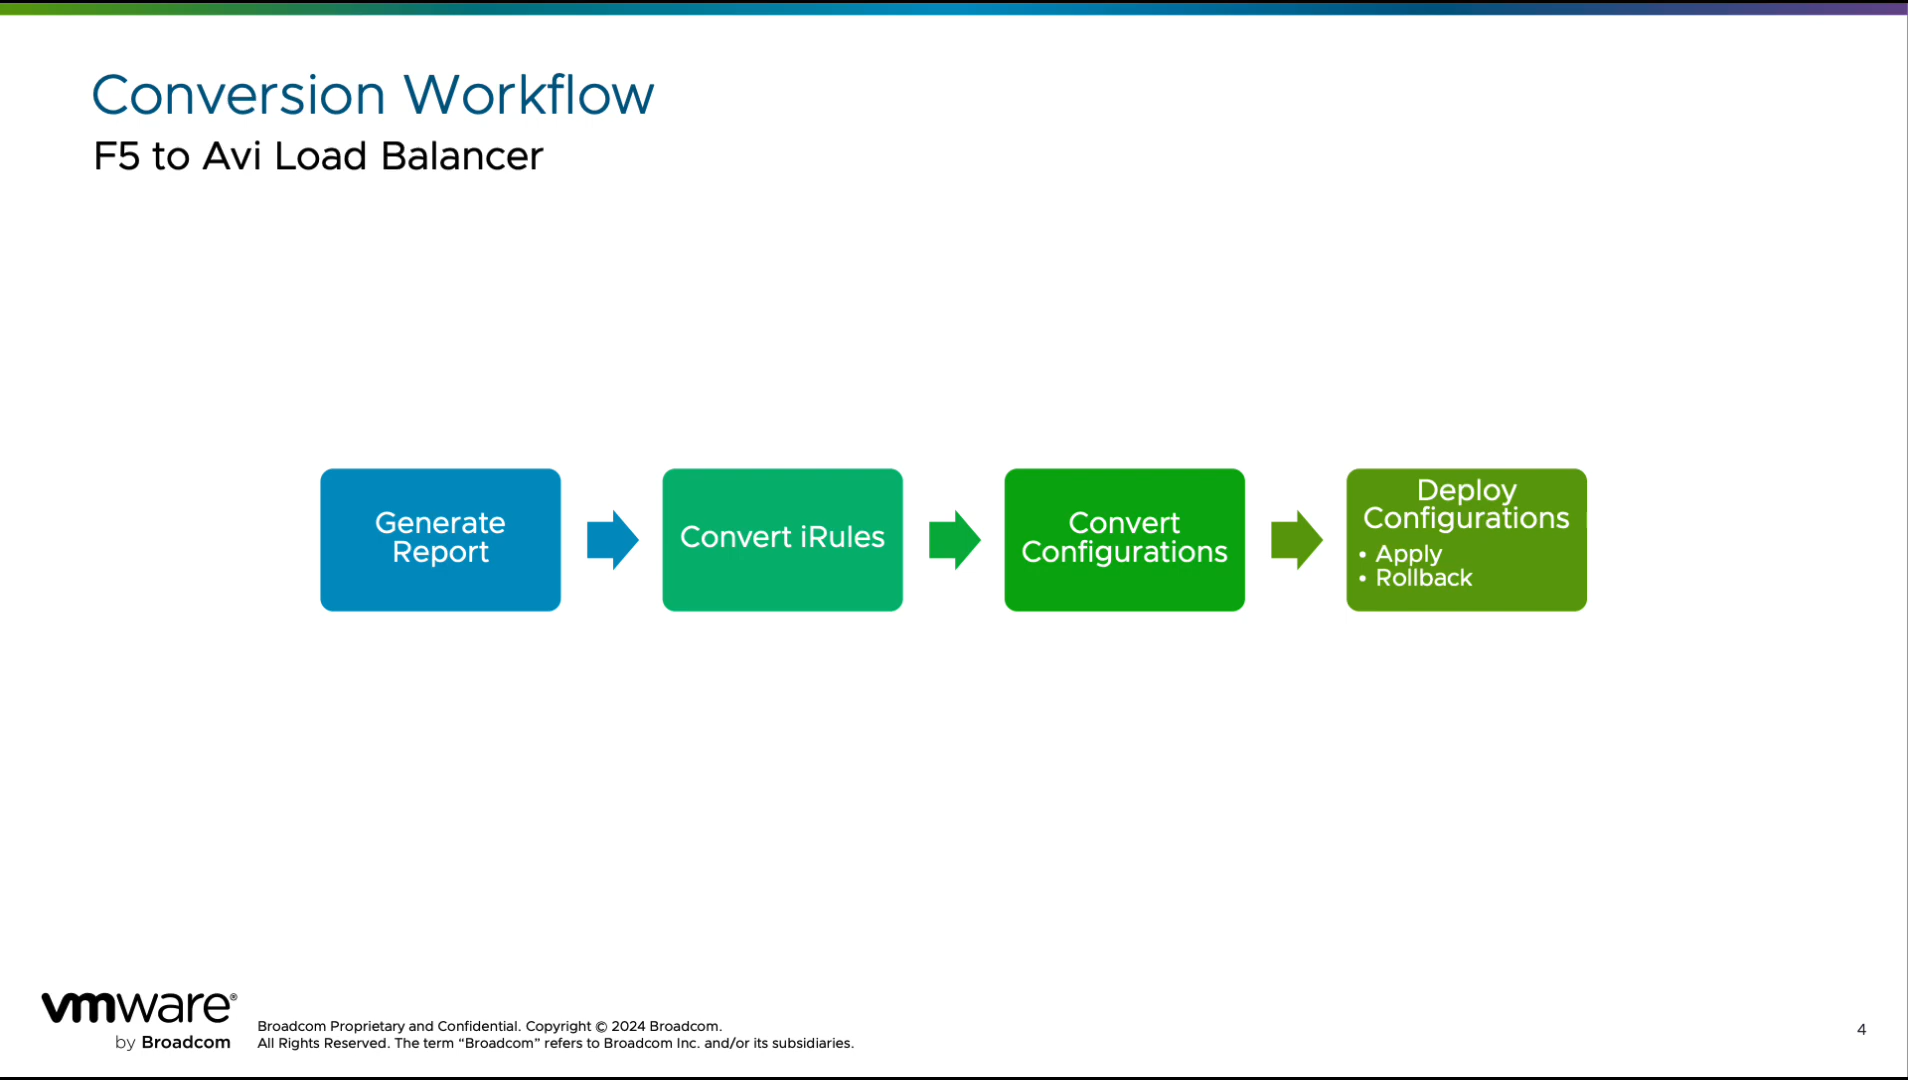 Conversion Workflow
F5 to Avi Load Balancer
Generate
Report
Convert iRules
Convert
Configurations
Deploy
Configurations
• Apply
• Rollback
vmware®
by Broadcom
Broadcom Proprietary and Confidential. Copyright © 2024 Broadcom.
All Rights Reserved. The term “Broadcom” refers to Broadcom Inc. and/or its subsidiaries.
4